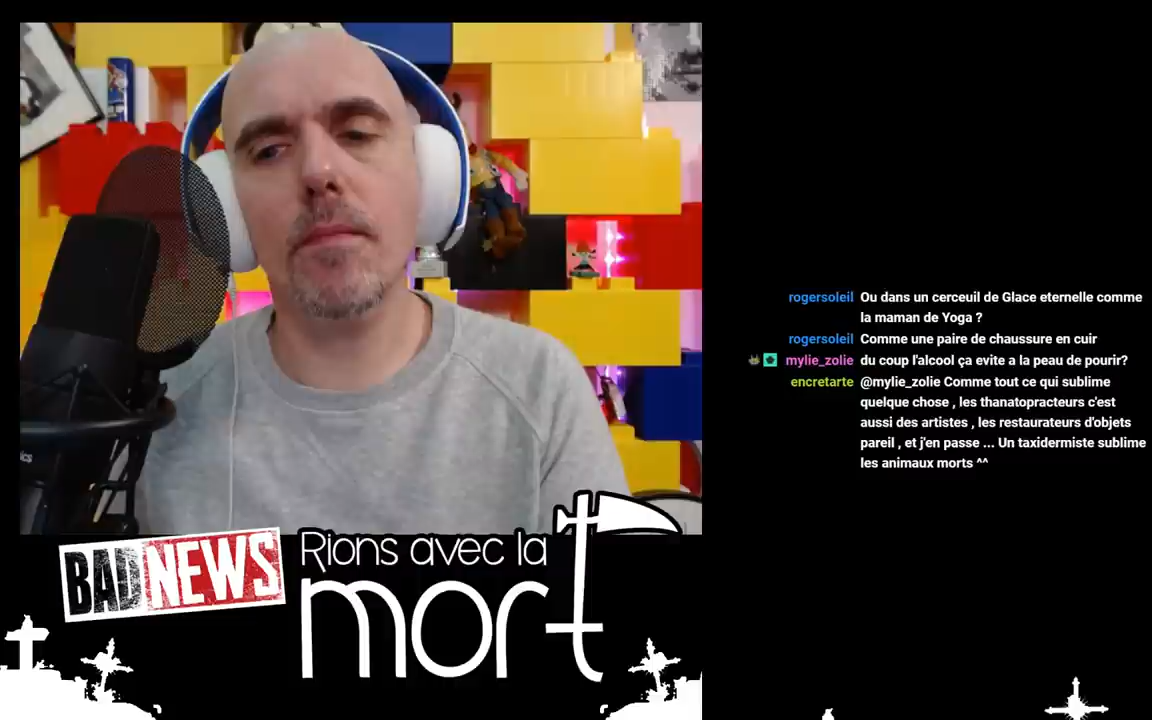 rogersoleil Ou dans un cerceuil de Glace eternelle comme
la maman de Yoga ?
rogersoleil Comme une paire de chaussure en cuir
mylie_zolie du coup l'alcool ça evite a la peau de pourir?
encretarte @mylie_zolie Comme tout ce qui sublime
quelque chose , les thanatopracteurs c'est
aussi des artistes , les restaurateurs d'objets
pareil , et j'en passe ... Un taxidermiste sublime
les animaux morts ^^
BAD NEWS
Rions avec la
mort